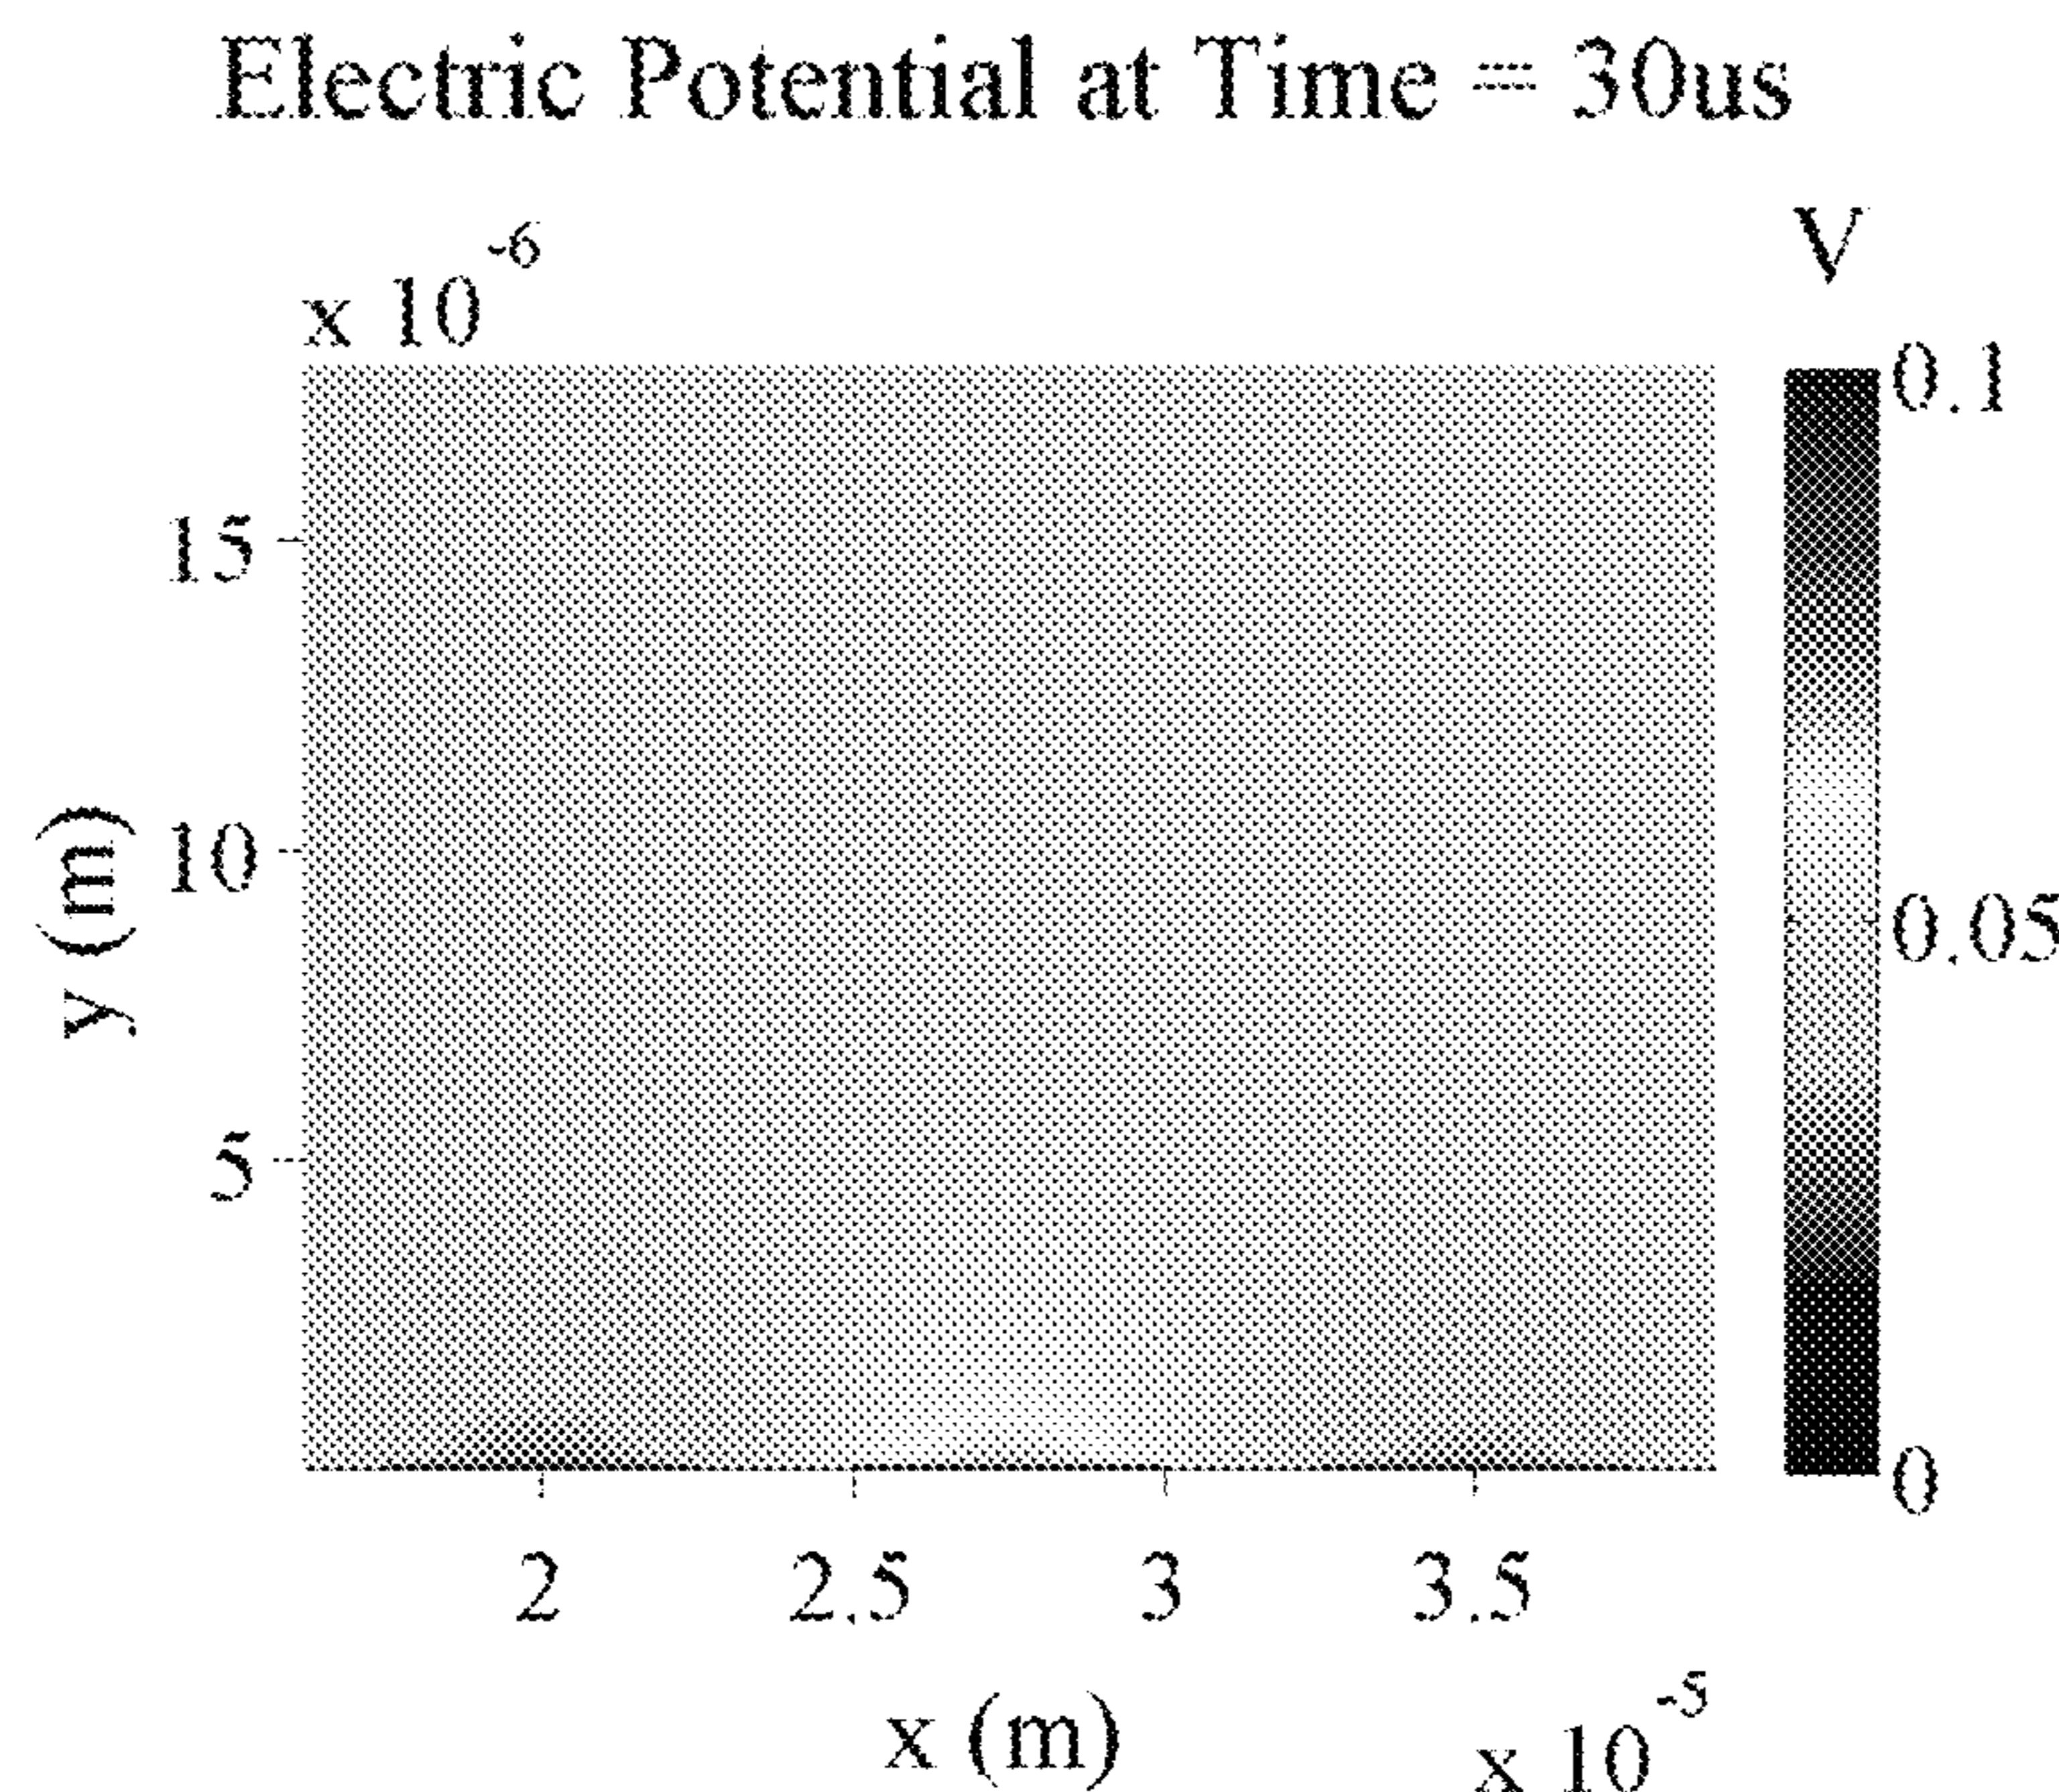 Electric Potential at Time = 30us
x 10^-6
V
0.1
15
10
0.05
5
0
y (m)
2 2.5 3 3.5
x (m)
x 10^-5